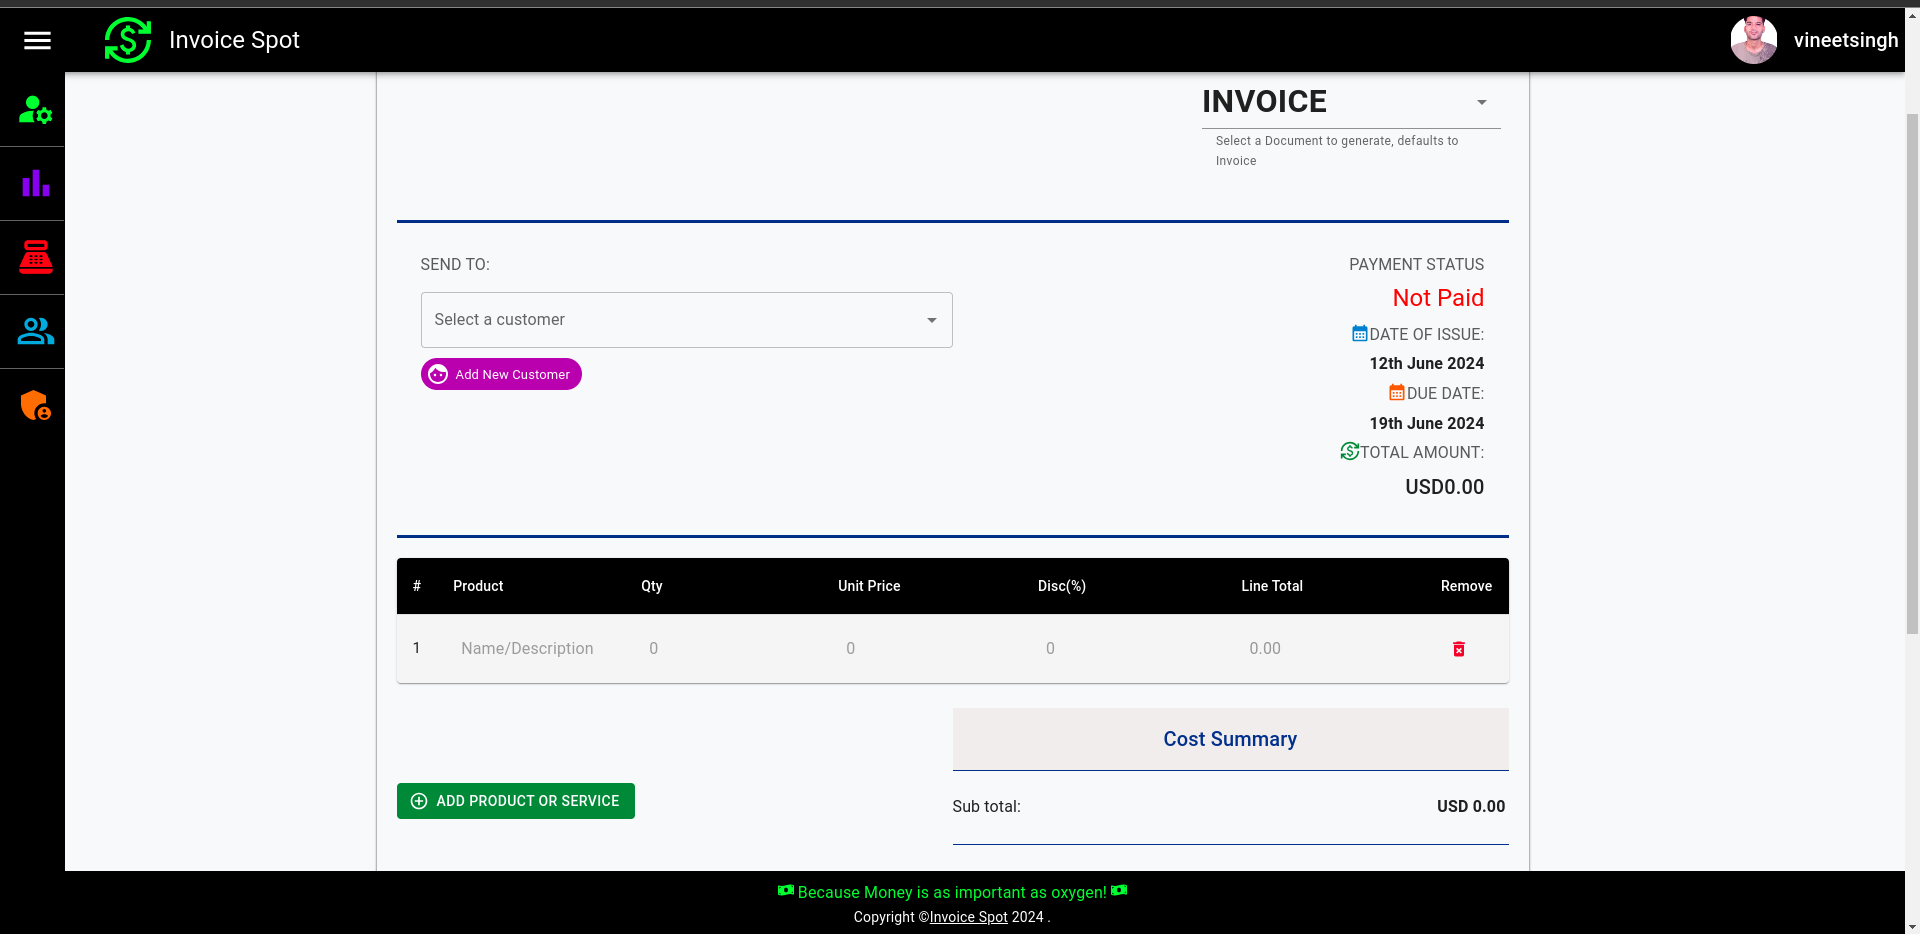 Invoice Spot
vineetsingh
INVOICE
Select a Document to generate, defaults to
Invoice
SEND TO:
Select a customer
Add New Customer
PAYMENT STATUS
Not Paid
DATE OF ISSUE:
12th June 2024
DUE DATE:
19th June 2024
TOTAL AMOUNT:
USD0.00
# Product Qty Unit Price Disc(%) Line Total Remove
1 Name/Description 0 0 0 0.00
Cost Summary
ADD PRODUCT OR SERVICE
Sub total: USD 0.00
Because Money is as important as oxygen!
Copyright ©Invoice Spot 2024 .